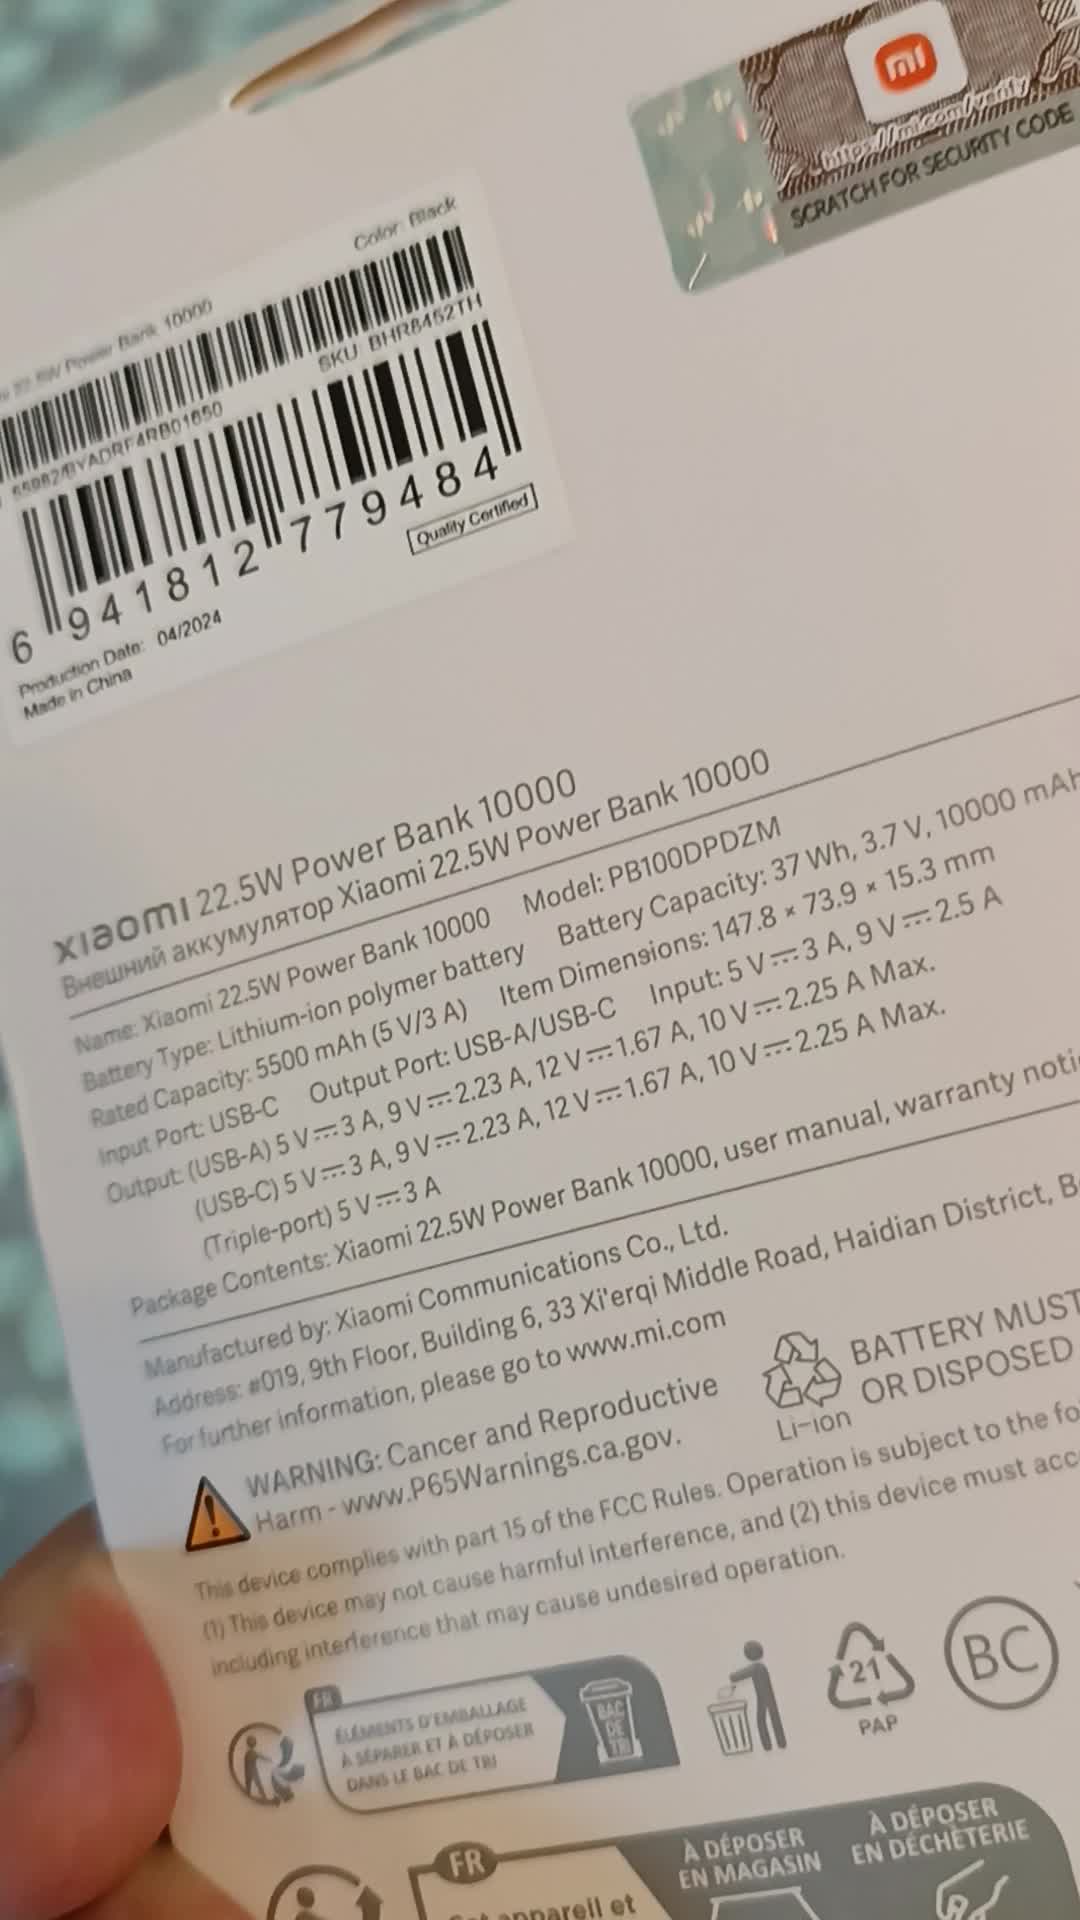 mi
https://mi.com/verify
SCRATCH FOR SECURITY CODE
Color: Black
22.5W Power Bank 10000
SKU: BHR8452TH
6 941812 779484
Quality Certified
Production Date: 04/2024
Made in China
xiaomi 22.5W Power Bank 10000
Внешний аккумулятор Xiaomi 22.5W Power Bank 10000
Name: Xiaomi 22.5W Power Bank 10000 Model: PB100DPDZM
Battery Type: Lithium-ion polymer battery Battery Capacity: 37 Wh, 3.7 V, 10000 mAh
Rated Capacity: 5500 mAh (5 V/3 A) Item Dimensions: 147.8 × 73.9 × 15.3 mm
Input Port: USB-C Output Port: USB-A/USB-C Input: 5 V⎓3 A, 9 V⎓2.5 A
Output: (USB-A) 5 V⎓3 A, 9 V⎓2.23 A, 12 V⎓1.67 A, 10 V⎓2.25 A Max.
(USB-C) 5 V⎓3 A, 9 V⎓2.23 A, 12 V⎓1.67 A, 10 V⎓2.25 A Max.
(Triple-port) 5 V⎓3 A
Package Contents: Xiaomi 22.5W Power Bank 10000, user manual, warranty noti
Manufactured by: Xiaomi Communications Co., Ltd.
Address: #019, 9th Floor, Building 6, 33 Xi'erqi Middle Road, Haidian District, Be
For further information, please go to www.mi.com
BATTERY MUST
OR DISPOSED
Li-ion
WARNING: Cancer and Reproductive
Harm - www.P65Warnings.ca.gov.
This device complies with part 15 of the FCC Rules. Operation is subject to the fo
(1) This device may not cause harmful interference, and (2) this device must acc
including interference that may cause undesired operation.
FR
ÉLÉMENTS D'EMBALLAGE
À SÉPARER ET À DÉPOSER
DANS LE BAC DE TRI
BAC
DE
TRI
21
PAP
BC
FR
À DÉPOSER
EN MAGASIN
À DÉPOSER
EN DÉCHÈTERIE
appareil et